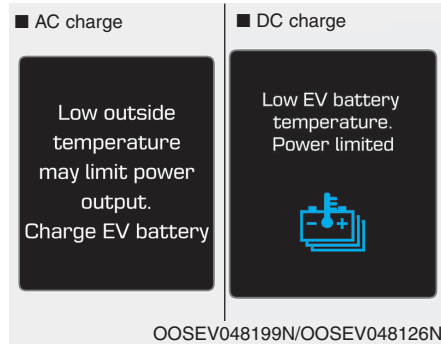 ■ AC charge
Low outside
temperature
may limit power
output.
Charge EV battery
■ DC charge
Low EV battery
temperature.
Power limited
OOSEV048199N/OOSEV048126N